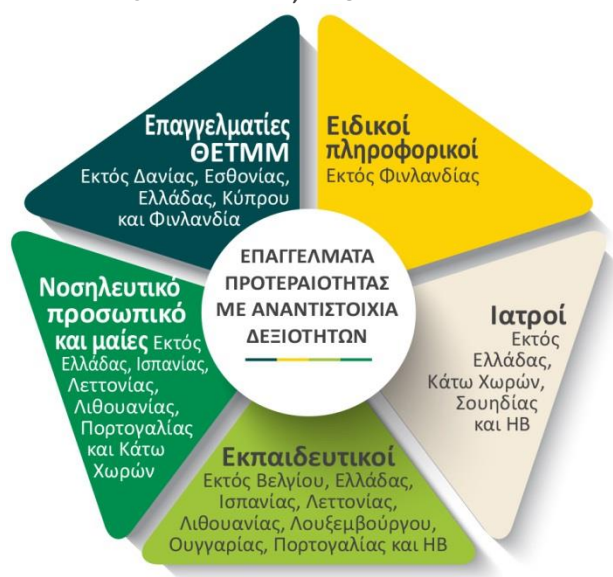 ΕΠΑΓΓΕΛΜΑΤΑ
ΠΡΟΤΕΡΑΙΟΤΗΤΑΣ
ΜΕ ΑΝΑΝΤΙΣΤΟΙΧΙΑ
ΔΕΞΙΟΤΗΤΩΝ
Επαγγελματίες
ΘΕΤΜΜ
Εκτός Δανίας, Εσθονίας,
Ελλάδας, Κύπρου
και Φινλανδία
Ειδικοί
πληροφορικοί
Εκτός Φινλανδίας
Ιατροί
Εκτός
Ελλάδας,
Κάτω Χωρών,
Σουηδίας
και ΗΒ
Εκπαιδευτικοί
Εκτός Βελγίου, Ελλάδας,
Ισπανίας, Λεττονίας,
Λιθουανίας, Λουξεμβούργου,
Ουγγαρίας, Πορτογαλίας και ΗΒ
Νοσηλευτικό
προσωπικό
και μαίες Εκτός
Ελλάδας, Ισπανίας,
Λεττονίας,
Λιθουανίας,
Πορτογαλίας
και Κάτω
Χωρών